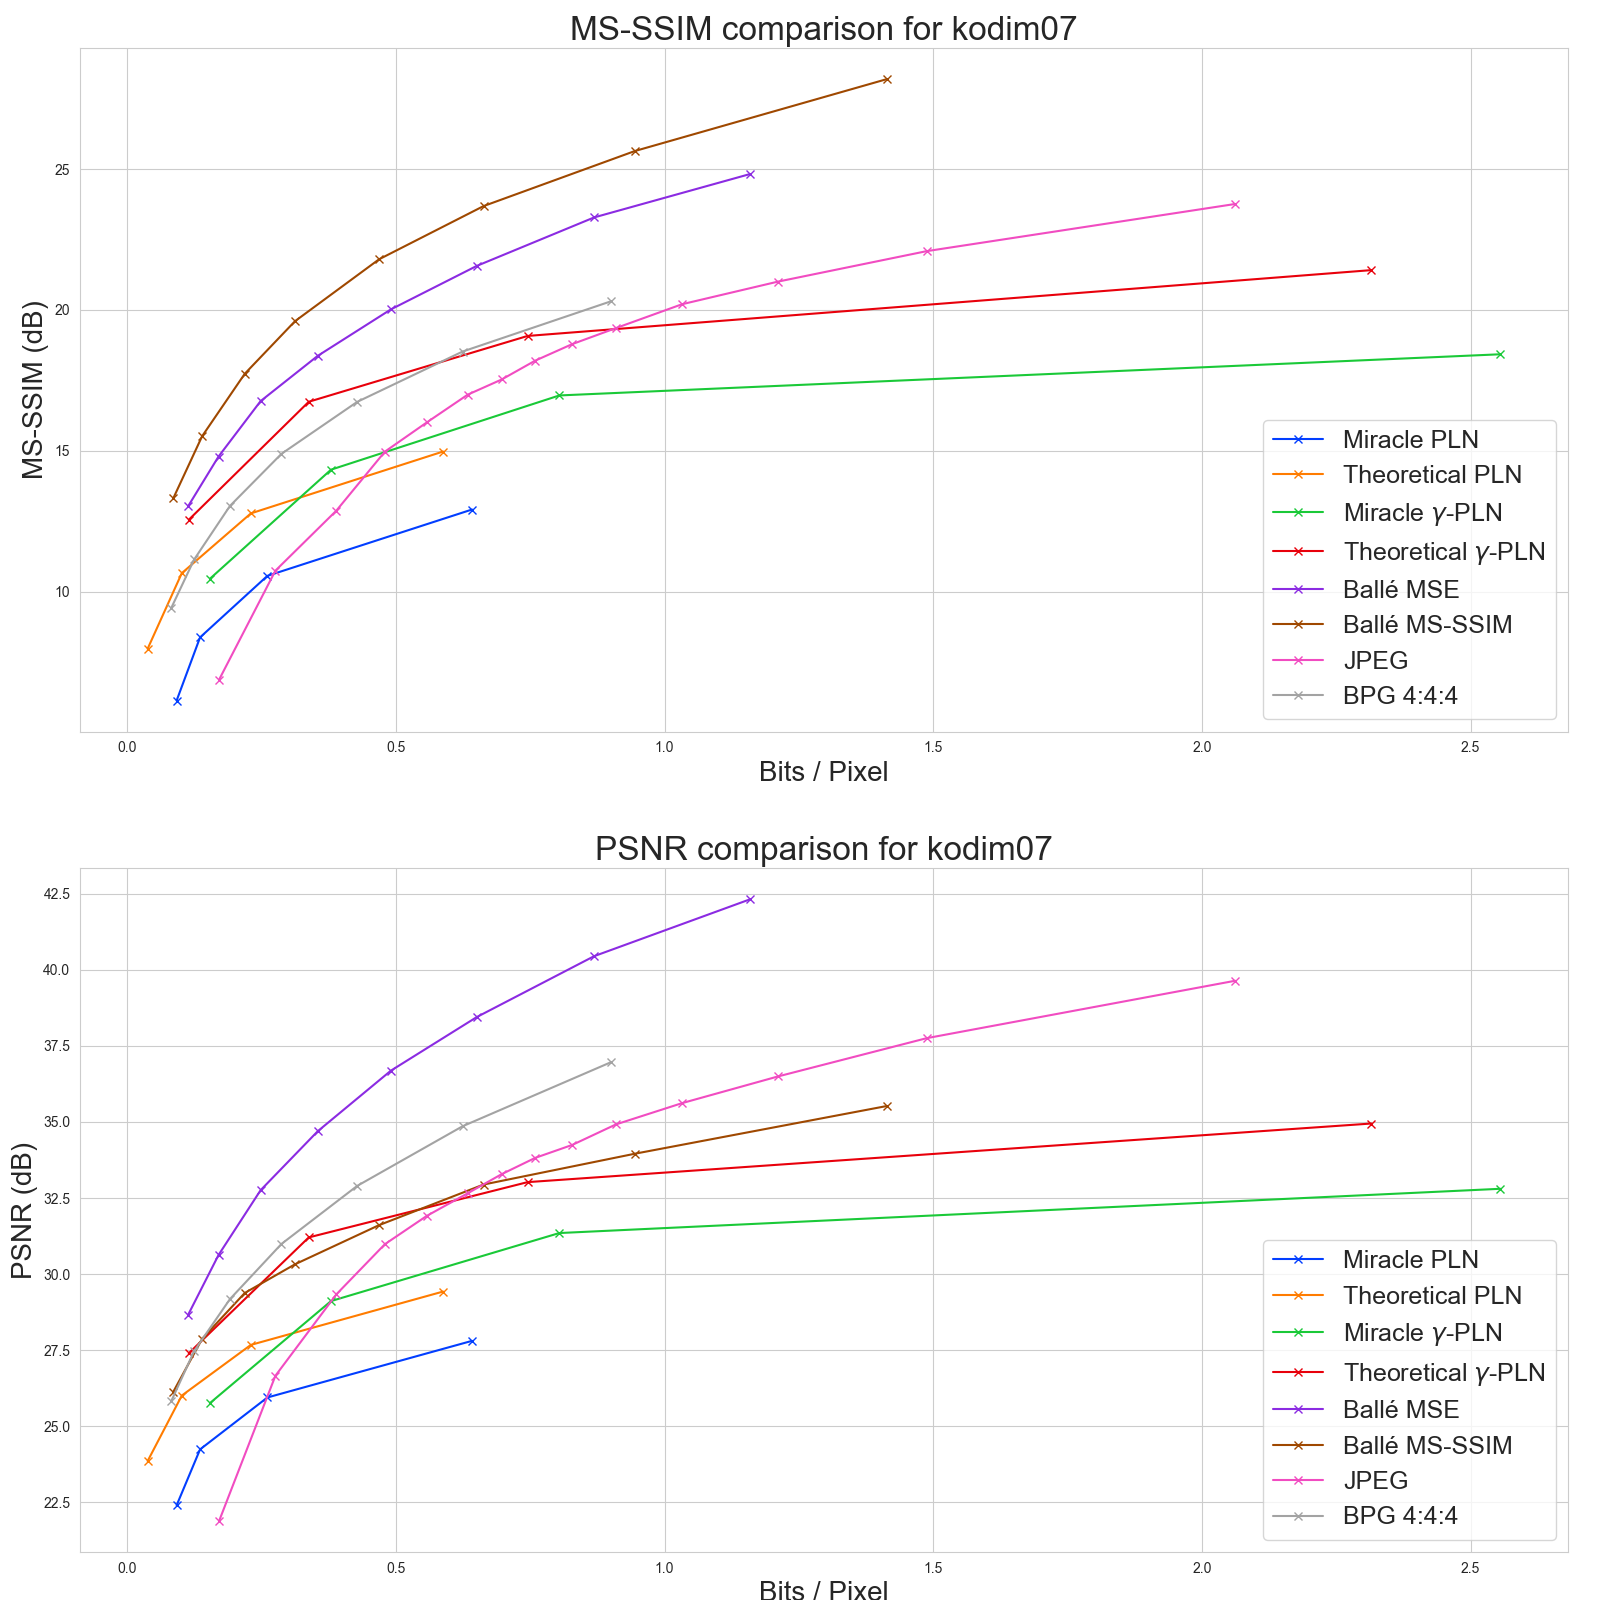 MS-SSIM comparison for kodim07
MS-SSIM (dB)
25
20
15
10
0.0 0.5 1.0 1.5 2.0 2.5
Bits / Pixel
Miracle PLN
Theoretical PLN
Miracle γ-PLN
Theoretical γ-PLN
Ballé MSE
Ballé MS-SSIM
JPEG
BPG 4:4:4
PSNR comparison for kodim07
PSNR (dB)
42.5
40.0
37.5
35.0
32.5
30.0
27.5
25.0
22.5
0.0 0.5 1.0 1.5 2.0 2.5
Bits / Pixel
Miracle PLN
Theoretical PLN
Miracle γ-PLN
Theoretical γ-PLN
Ballé MSE
Ballé MS-SSIM
JPEG
BPG 4:4:4